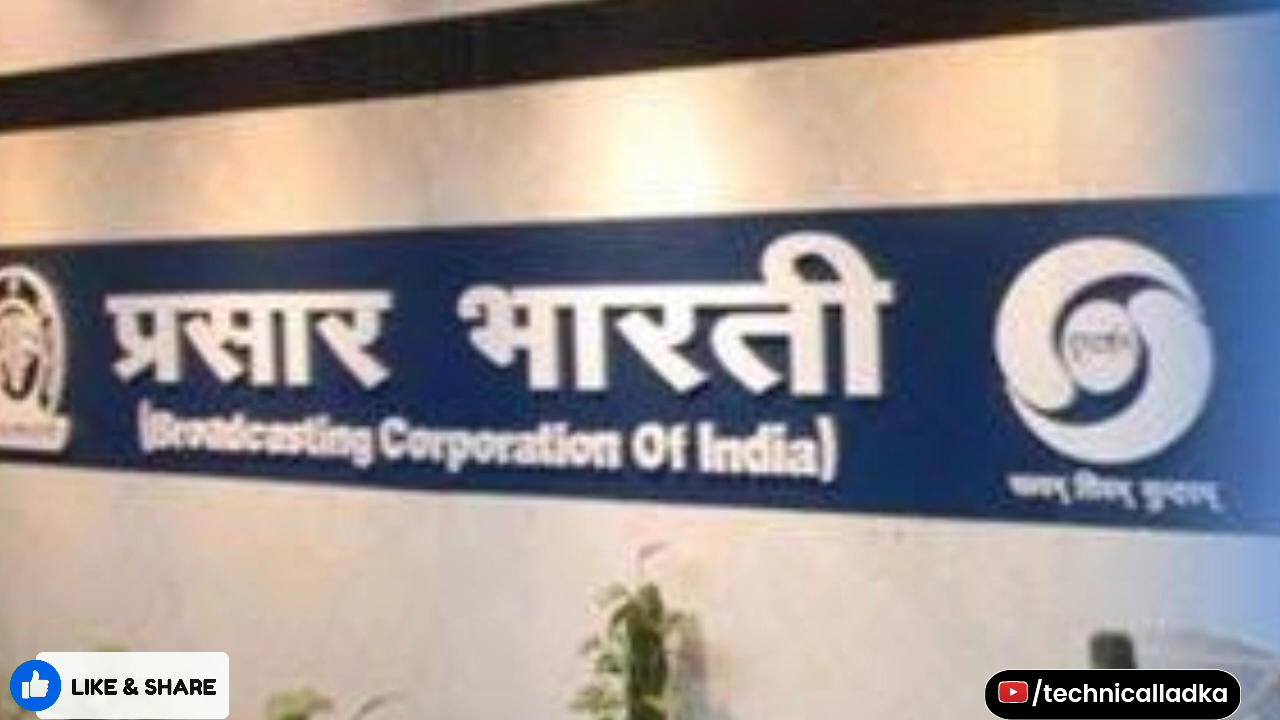 प्रसार भारती
(Broadcasting Corporation Of India)
LIKE & SHARE
/technicalladka